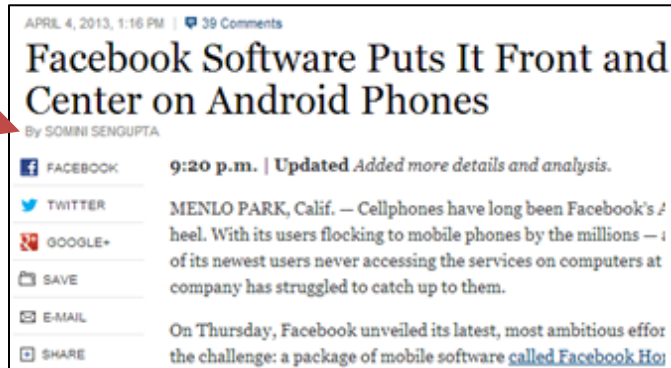 APRIL 4, 2013, 1:16 PM | 39 Comments
Facebook Software Puts It Front and
Center on Android Phones
By SOMINI SENGUPTA
FACEBOOK
TWITTER
GOOGLE+
SAVE
E-MAIL
SHARE
9:20 p.m. | Updated Added more details and analysis.
MENLO PARK, Calif. — Cellphones have long been Facebook's
heel. With its users flocking to mobile phones by the millions —
of its newest users never accessing the services on computers at
company has struggled to catch up to them.
On Thursday, Facebook unveiled its latest, most ambitious
the challenge: a package of mobile software called Facebook